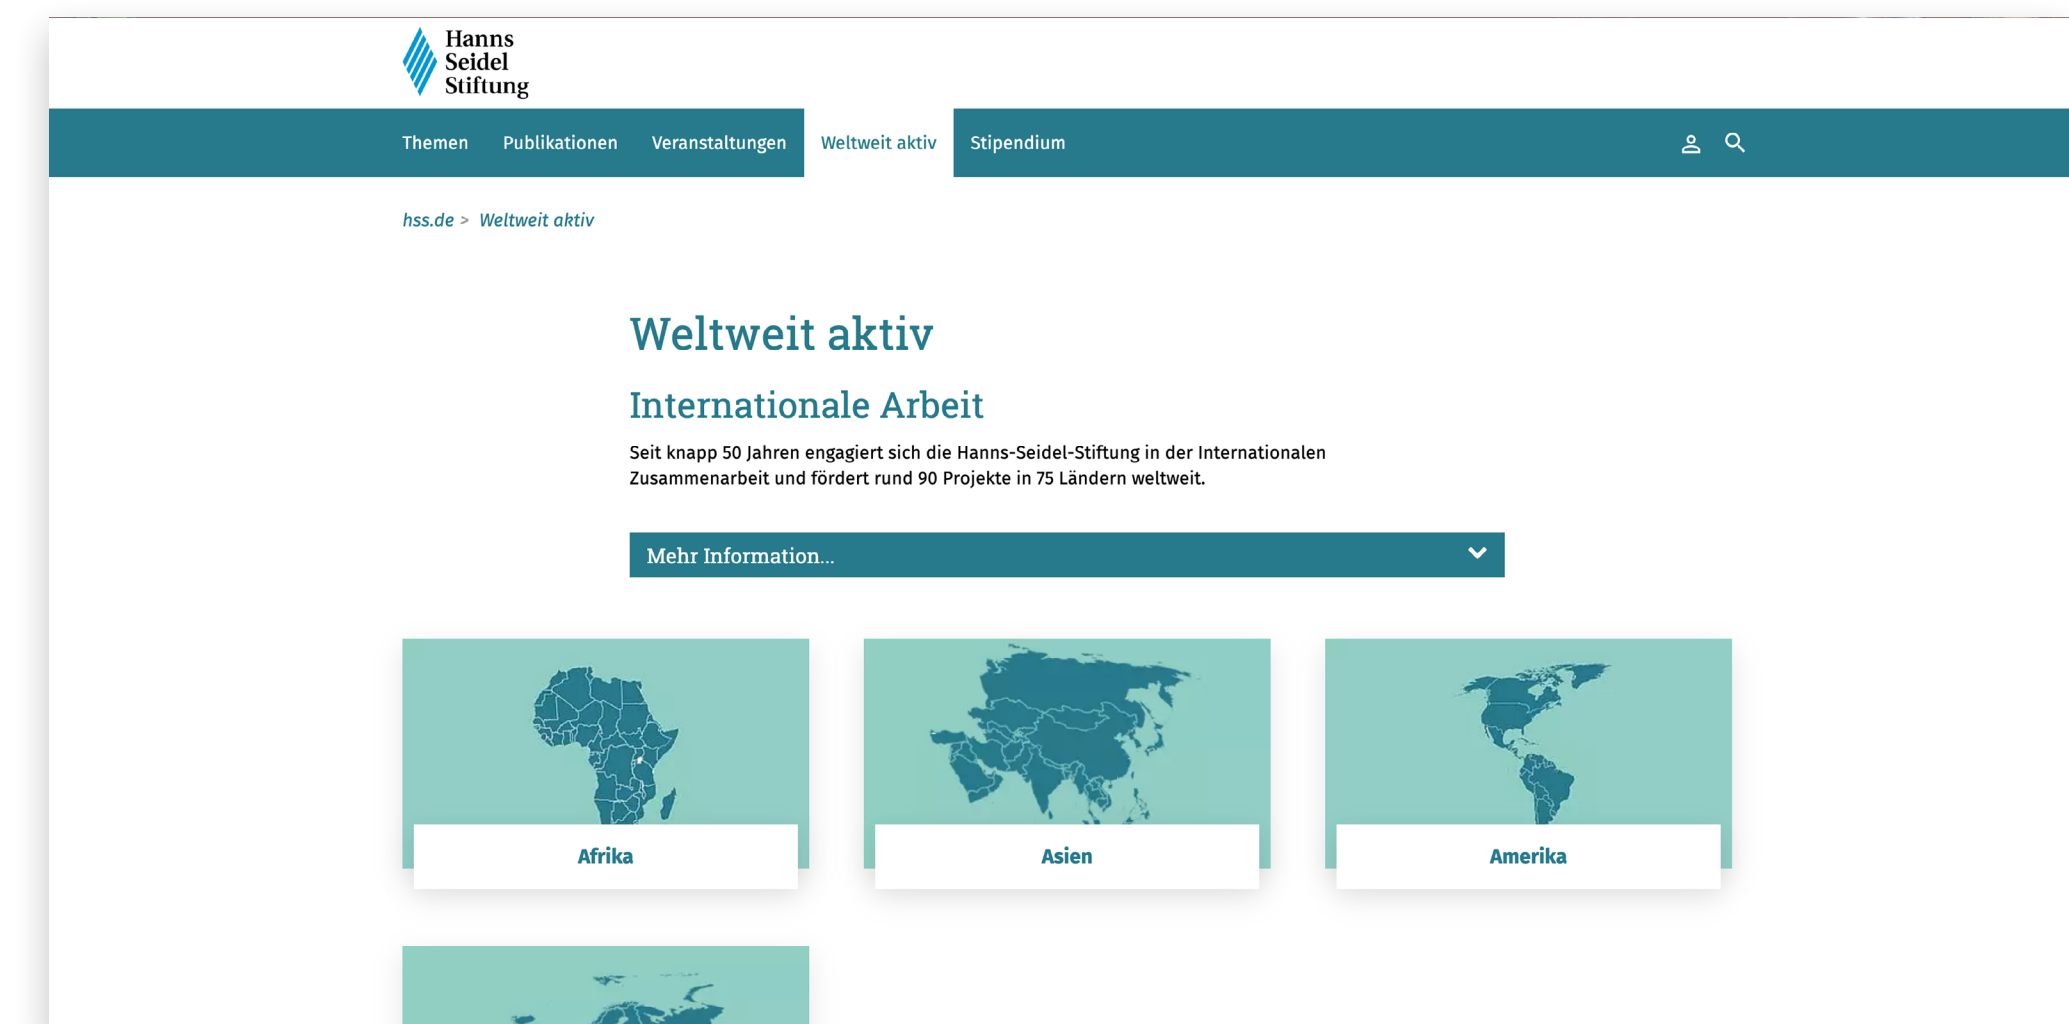 Hanns
Seidel
Stiftung
Themen Publikationen Veranstaltungen Weltweit aktiv Stipendium
hss.de > Weltweit aktiv
Weltweit aktiv
Internationale Arbeit
Seit knapp 50 Jahren engagiert sich die Hanns-Seidel-Stiftung in der Internationalen
Zusammenarbeit und fördert rund 90 Projekte in 75 Ländern weltweit.
Mehr Information...
Afrika Asien Amerika